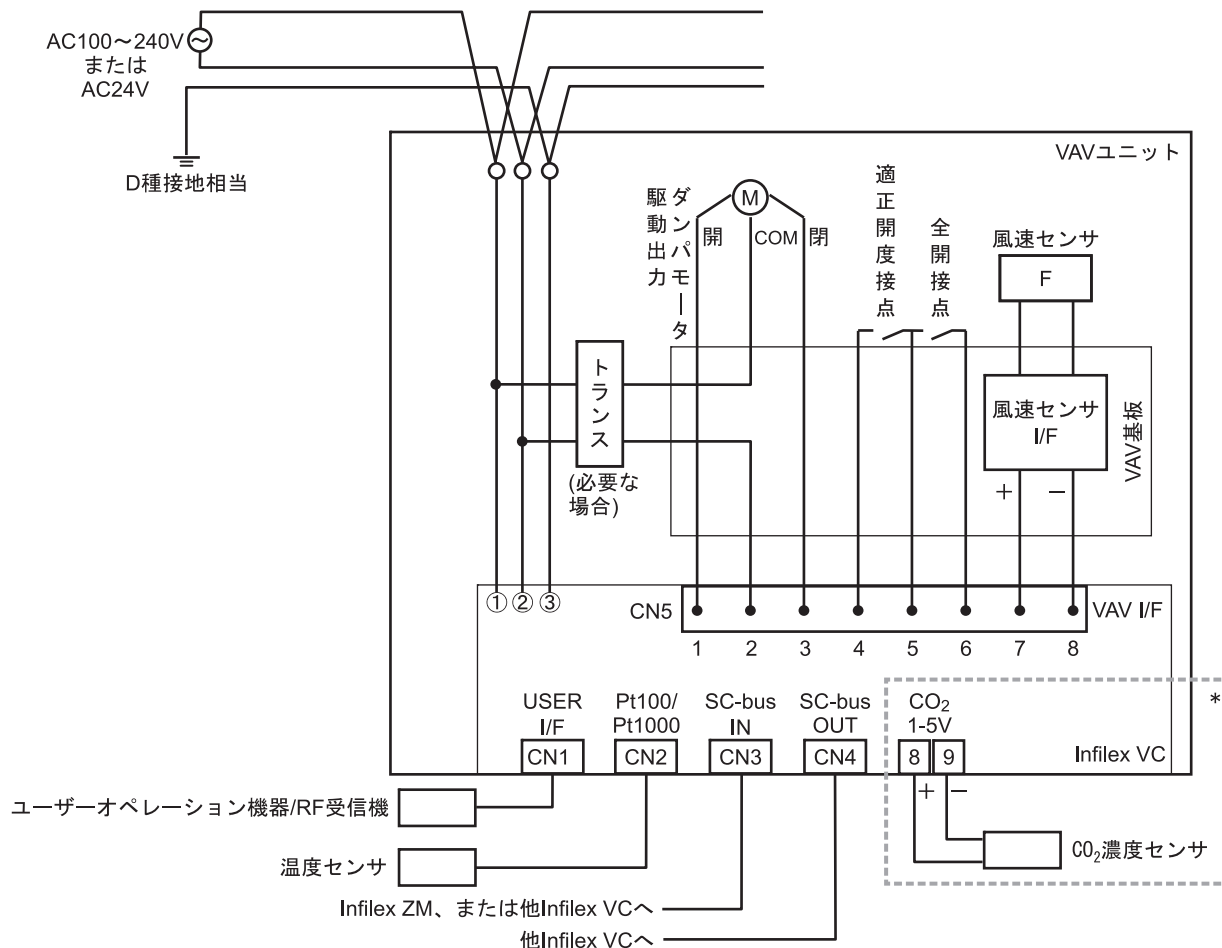 AC100～240V
または
AC24V
D種接地相当
VAVユニット
ダンパモータ
駆動出力
M
開
COM
閉
適正開度接点
全開接点
風速センサ
F
トランス
(必要な
場合)
風速センサ
I/F
VAV基板
＋
－
① ② ③
CN5
VAV I/F
1 2 3 4 5 6 7 8
USER
I/F
CN1
Pt100/
Pt1000
CN2
SC-bus
IN
CN3
SC-bus
OUT
CN4
CO₂
1-5V
8 9
＋ －
*
Infilex VC
ユーザーオペレーション機器/RF受信機
温度センサ
CO₂濃度センサ
Infilex ZM、または他Infilex VCへ
他Infilex VCへ